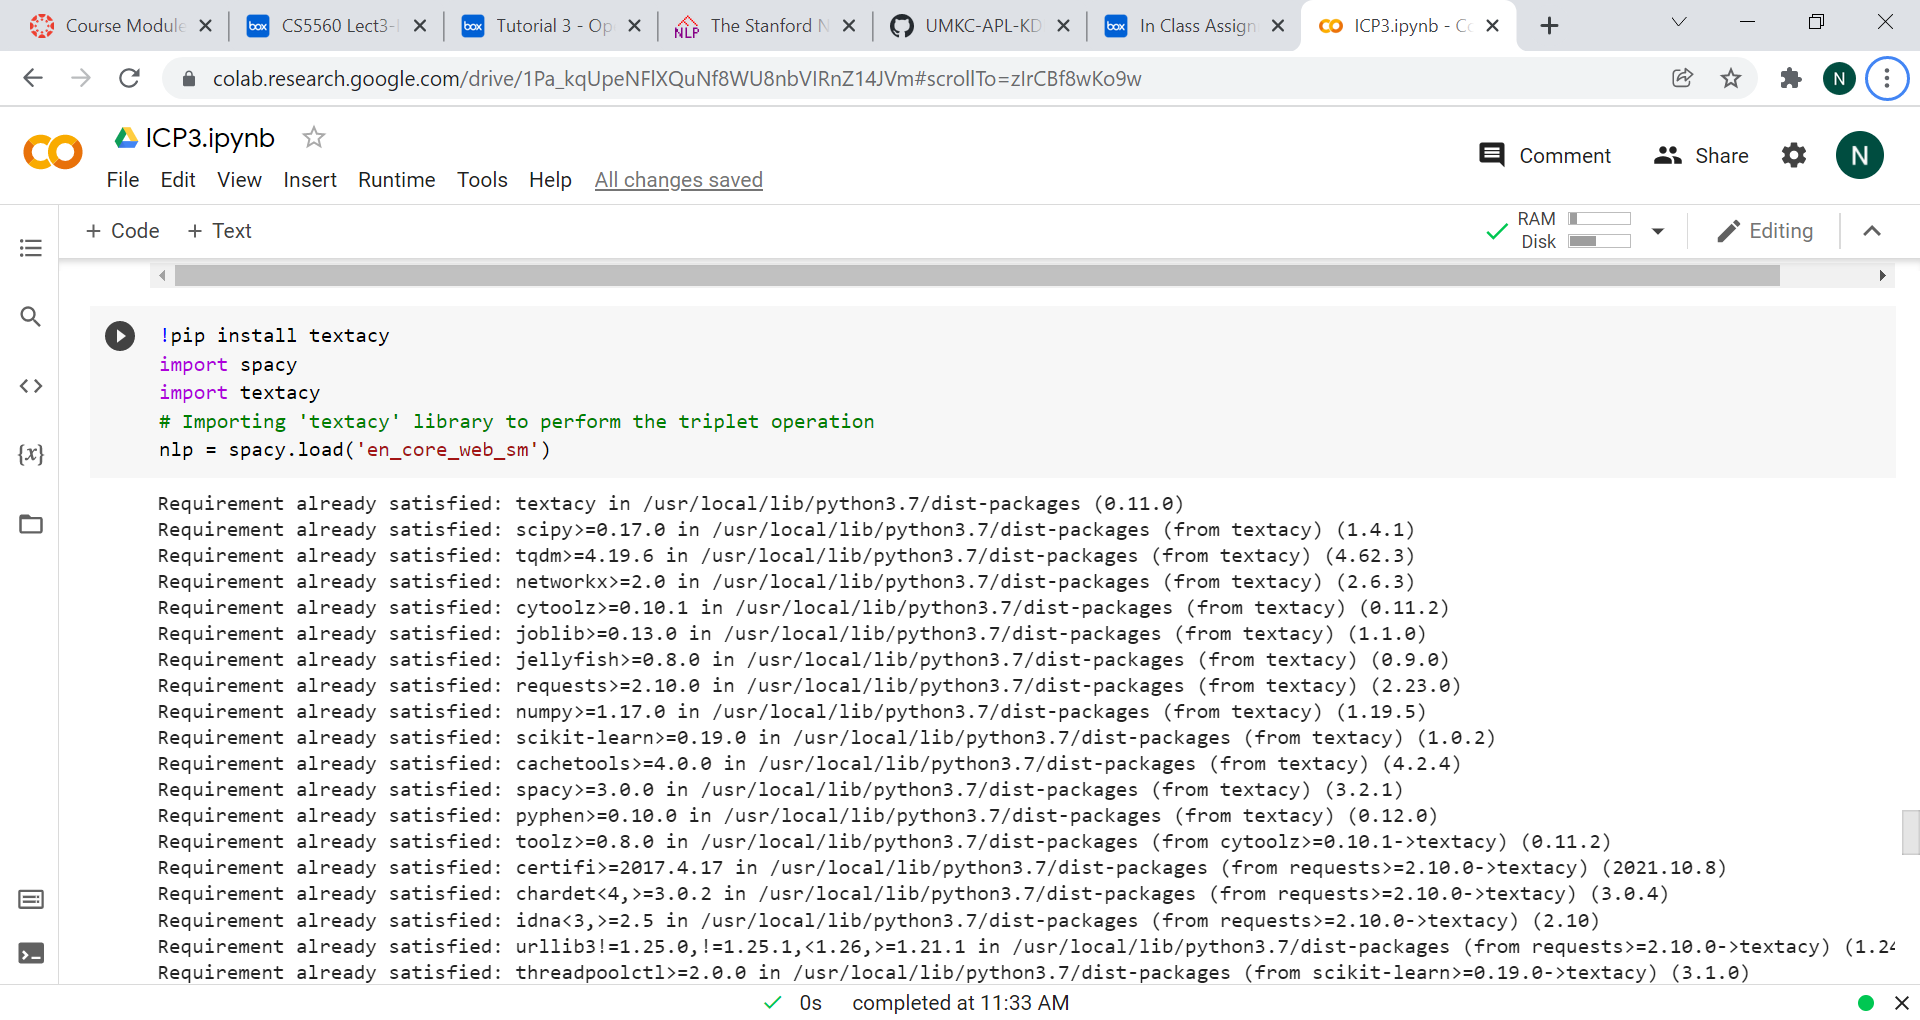 Course Module
CS5560 Lect3-
Tutorial 3 - Op
The Stanford N
UMKC-APL-KD
In Class Assign
ICP3.ipynb - Co
colab.research.google.com/drive/1Pa_kqUpeNFlXQuNf8WU8nbVIRnZ14JVm#scrollTo=zIrCBf8wKo9w
N
ICP3.ipynb
Comment
Share
N
File Edit View Insert Runtime Tools Help All changes saved
+ Code + Text
RAM
Disk
Editing
!pip install textacy
import spacy
import textacy
# Importing 'textacy' library to perform the triplet operation
nlp = spacy.load('en_core_web_sm')
Requirement already satisfied: textacy in /usr/local/lib/python3.7/dist-packages (0.11.0)
Requirement already satisfied: scipy>=0.17.0 in /usr/local/lib/python3.7/dist-packages (from textacy) (1.4.1)
Requirement already satisfied: tqdm>=4.19.6 in /usr/local/lib/python3.7/dist-packages (from textacy) (4.62.3)
Requirement already satisfied: networkx>=2.0 in /usr/local/lib/python3.7/dist-packages (from textacy) (2.6.3)
Requirement already satisfied: cytoolz>=0.10.1 in /usr/local/lib/python3.7/dist-packages (from textacy) (0.11.2)
Requirement already satisfied: joblib>=0.13.0 in /usr/local/lib/python3.7/dist-packages (from textacy) (1.1.0)
Requirement already satisfied: jellyfish>=0.8.0 in /usr/local/lib/python3.7/dist-packages (from textacy) (0.9.0)
Requirement already satisfied: requests>=2.10.0 in /usr/local/lib/python3.7/dist-packages (from textacy) (2.23.0)
Requirement already satisfied: numpy>=1.17.0 in /usr/local/lib/python3.7/dist-packages (from textacy) (1.19.5)
Requirement already satisfied: scikit-learn>=0.19.0 in /usr/local/lib/python3.7/dist-packages (from textacy) (1.0.2)
Requirement already satisfied: cachetools>=4.0.0 in /usr/local/lib/python3.7/dist-packages (from textacy) (4.2.4)
Requirement already satisfied: spacy>=3.0.0 in /usr/local/lib/python3.7/dist-packages (from textacy) (3.2.1)
Requirement already satisfied: pyphen>=0.10.0 in /usr/local/lib/python3.7/dist-packages (from textacy) (0.12.0)
Requirement already satisfied: toolz>=0.8.0 in /usr/local/lib/python3.7/dist-packages (from cytoolz>=0.10.1->textacy) (0.11.2)
Requirement already satisfied: certifi>=2017.4.17 in /usr/local/lib/python3.7/dist-packages (from requests>=2.10.0->textacy) (2021.10.8)
Requirement already satisfied: chardet<4,>=3.0.2 in /usr/local/lib/python3.7/dist-packages (from requests>=2.10.0->textacy) (3.0.4)
Requirement already satisfied: idna<3,>=2.5 in /usr/local/lib/python3.7/dist-packages (from requests>=2.10.0->textacy) (2.10)
Requirement already satisfied: urllib3!=1.25.0,!=1.25.1,<1.26,>=1.21.1 in /usr/local/lib/python3.7/dist-packages (from requests>=2.10.0->textacy) (1.24
Requirement already satisfied: threadpoolctl>=2.0.0 in /usr/local/lib/python3.7/dist-packages (from scikit-learn>=0.19.0->textacy) (3.1.0)
0s completed at 11:33 AM